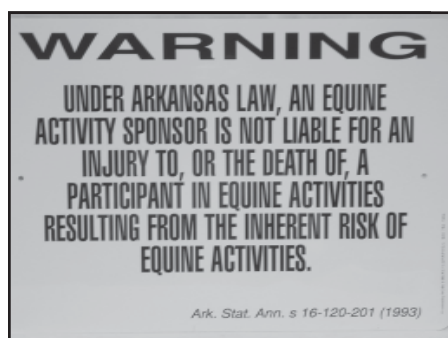 WARNING
UNDER ARKANSAS LAW, AN EQUINE
ACTIVITY SPONSOR IS NOT LIABLE FOR AN
INJURY TO, OR THE DEATH OF, A
PARTICIPANT IN EQUINE ACTIVITIES
RESULTING FROM THE INHERENT RISK OF
EQUINE ACTIVITIES.
Ark. Stat. Ann. s 16-120-201 (1993)